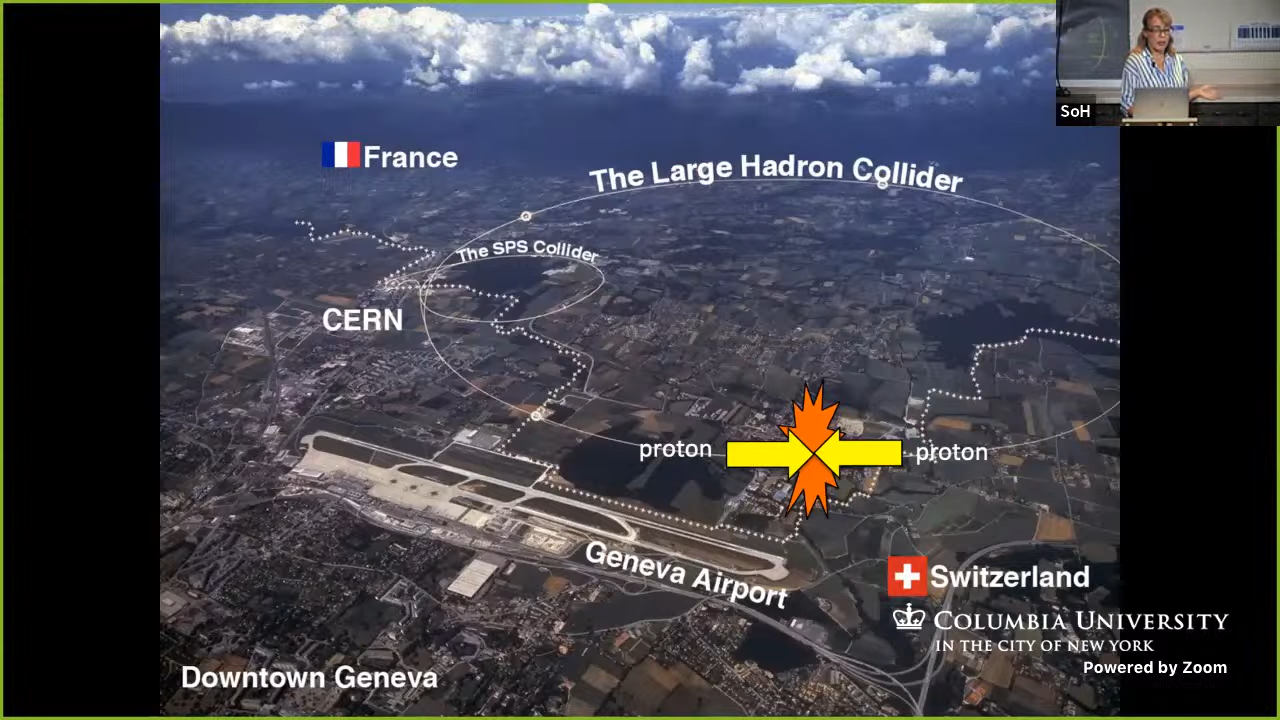 SoH
France
The Large Hadron Collider
The SPS Collider
CERN
proton
proton
Geneva Airport
Switzerland
COLUMBIA UNIVERSITY
IN THE CITY OF NEW YORK
Powered by Zoom
Downtown Geneva